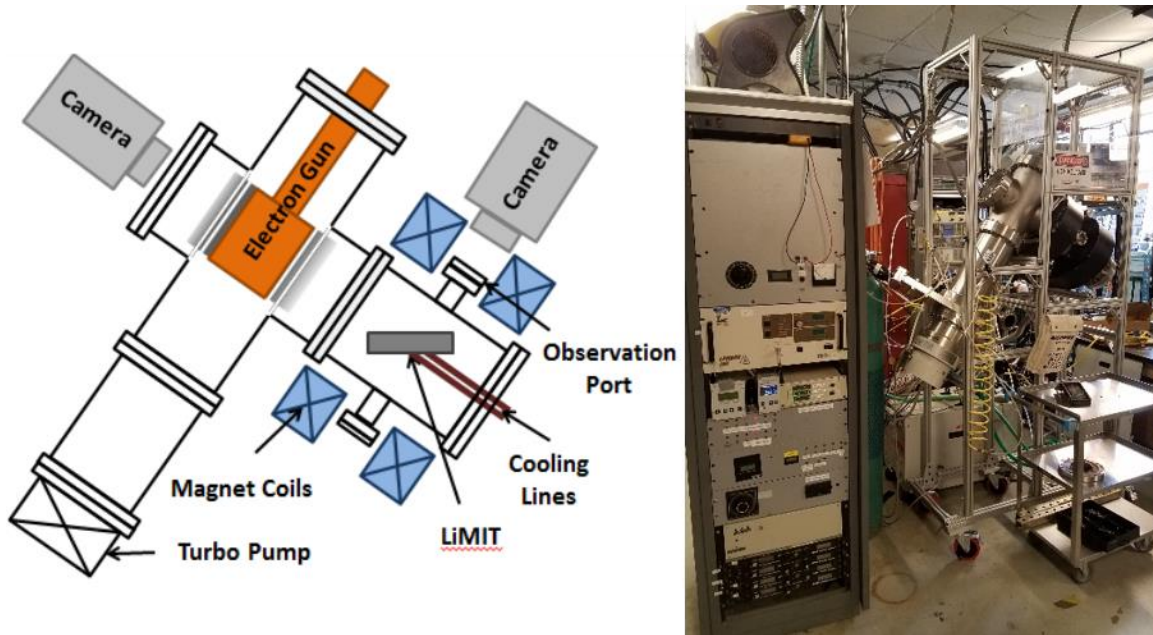 Camera
Electron Gun
Camera
Observation
Port
Magnet Coils
Cooling
Lines
LiMIT
Turbo Pump